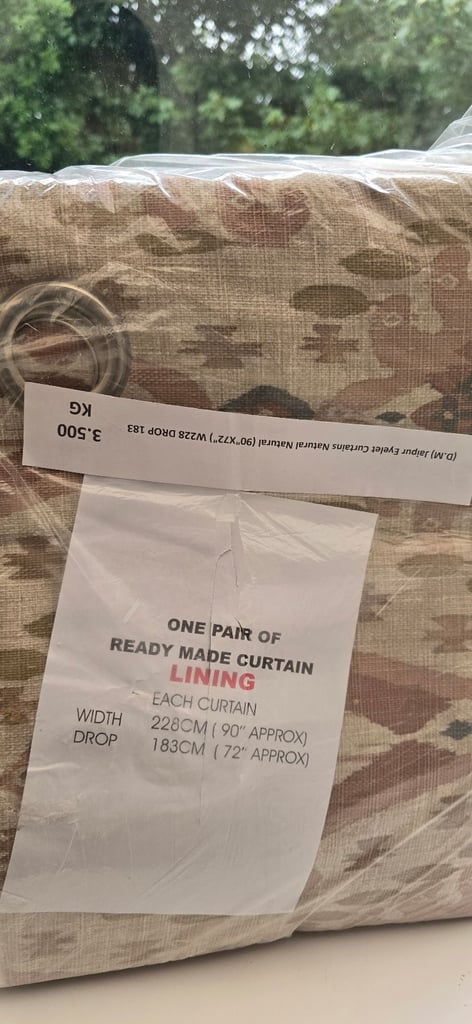 (D.M) Jaipur Eyelet Curtains Natural Natural (90"X72") W228 DROP 183
3.500
KG
ONE PAIR OF
READY MADE CURTAIN
LINING
EACH CURTAIN
WIDTH 228CM ( 90" APPROX)
DROP 183CM ( 72" APPROX)